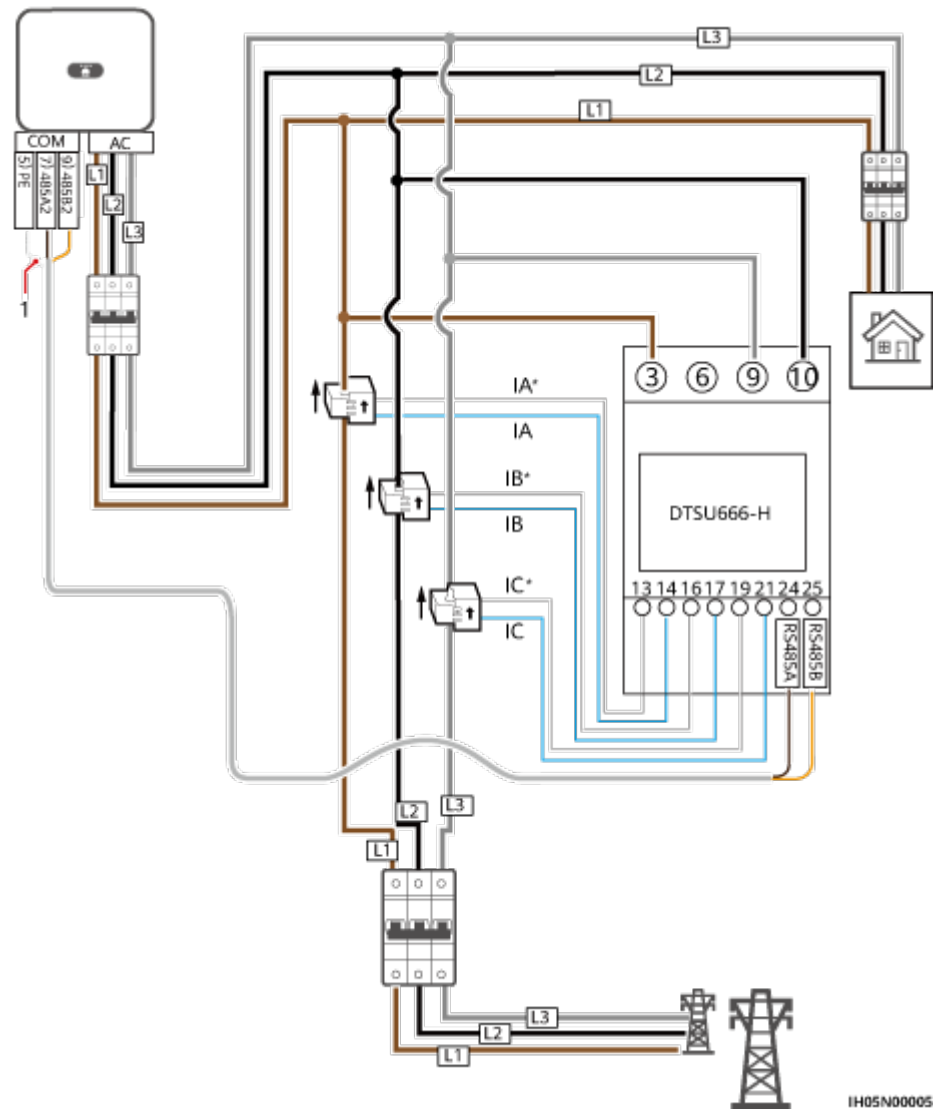 L3
L2
L1
COM
AC
5) PE
7) 485A2
9) 485B2
L1
L2
L3
1
3
6
9
10
IA*
IA
IB*
IB
DTSU666-H
IC*
IC
13 14 16 17 19 21 24 25
RS485A
RS485B
L3
L2
L1
L3
L2
L1
IH05N00005